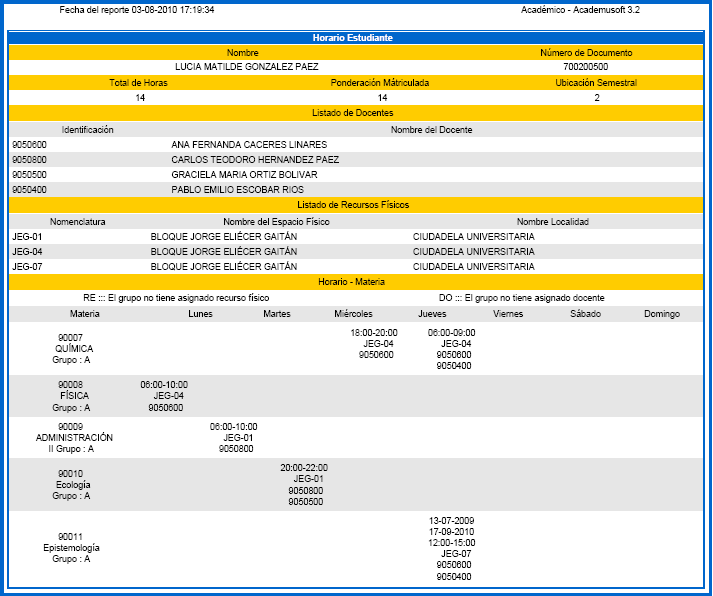 Fecha del reporte 03-08-2010 17:19:34 Académico - Academusoft 3.2
Horario Estudiante
Nombre Número de Documento
LUCIA MATILDE GONZALEZ PAEZ 700200500
Total de Horas Ponderación Mátriculada Ubicación Semestral
14 14 2
Listado de Docentes
Identificación Nombre del Docente
9050600 ANA FERNANDA CACERES LINARES
9050800 CARLOS TEODORO HERNANDEZ PAEZ
9050500 GRACIELA MARIA ORTIZ BOLIVAR
9050400 PABLO EMILIO ESCOBAR RIOS
Listado de Recursos Físicos
Nomenclatura Nombre del Espacio Físico Nombre Localidad
JEG-01 BLOQUE JORGE ELIÉCER GAITÁN CIUDADELA UNIVERSITARIA
JEG-04 BLOQUE JORGE ELIÉCER GAITÁN CIUDADELA UNIVERSITARIA
JEG-07 BLOQUE JORGE ELIÉCER GAITÁN CIUDADELA UNIVERSITARIA
Horario - Materia
RE ::: El grupo no tiene asignado recurso físico DO ::: El grupo no tiene asignado docente
Materia Lunes Martes Miércoles Jueves Viernes Sábado Domingo
90007
QUÍMICA
Grupo : A
18:00-20:00
JEG-04
9050600
06:00-09:00
JEG-04
9050600
9050400
90008
FÍSICA
Grupo : A
06:00-10:00
JEG-04
9050600
90009
ADMINISTRACIÓN
II Grupo : A
06:00-10:00
JEG-01
9050800
90010
Ecología
Grupo : A
20:00-22:00
JEG-01
9050800
9050500
90011
Epistemología
Grupo : A
13-07-2009
17-09-2010
12:00-15:00
JEG-07
9050600
9050400